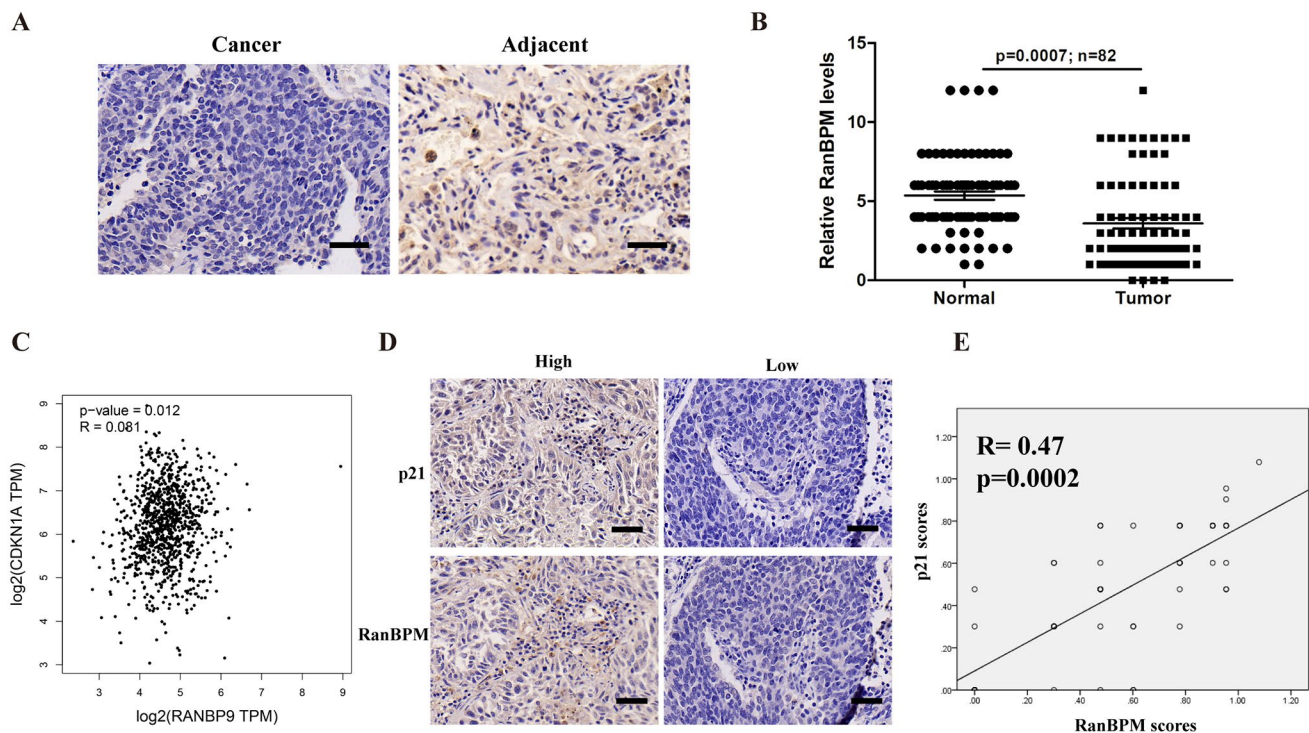 A
Cancer
Adjacent
B
15
10
5
0
Relative RanBPM levels
p=0.0007; n=82
Normal
Tumor
C
p-value = 0.012
R = 0.081
9
8
7
6
5
4
3
log2(CDKN1A TPM)
3 4 5 6 7 8 9
log2(RANBP9 TPM)
D
High
Low
p21
RanBPM
E
R= 0.47
p=0.0002
1.20
1.00
.80
.60
.40
.20
.00
p21 scores
.00 .20 .40 .60 .80 1.00 1.20
RanBPM scores